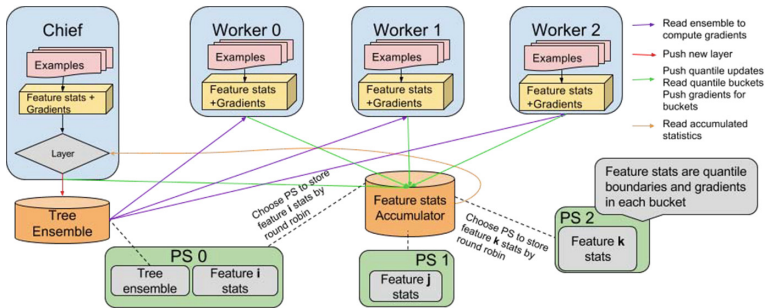 Chief
Worker 0
Worker 1
Worker 2
Examples
Examples
Examples
Examples
Feature stats +
Gradients
Feature stats
+Gradients
Feature stats
+Gradients
Feature stats
+Gradients
Layer
Read ensemble to
compute gradients
Push new layer
Push quantile updates
Read quantile buckets
Push gradients for
buckets
Read accumulated
statistics
Tree
Ensemble
Choose PS to store
feature i stats by
round robin
Feature stats
Accumulator
Choose PS to store
feature k stats by
round robin
Feature stats are quantile
boundaries and gradients
in each bucket
PS 0
Tree
ensemble
Feature i
stats
PS 1
Feature j
stats
PS 2
Feature k
stats